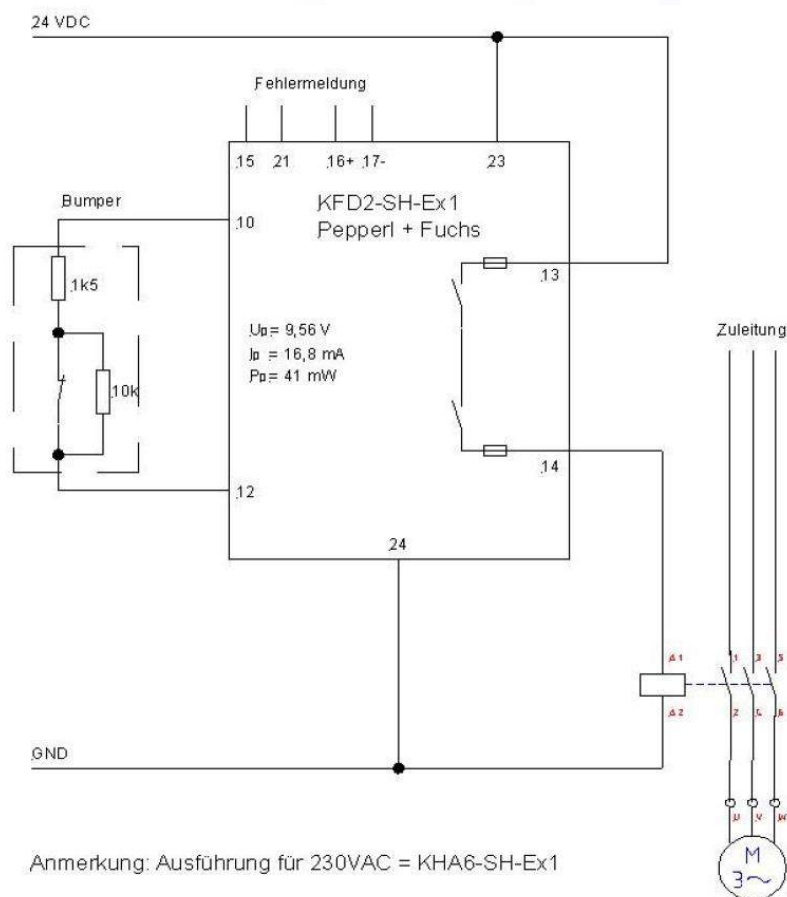 24 VDC
Fehlermeldung
15 21 16+ 17- 23
Bumper
10
KFD2-SH-Ex1
Pepperl + Fuchs
13
1k5
U₀= 9,56 V
I₀ = 16,8 mA
P₀= 41 mW
Zuleitung
10k
14
12
24
A1 1 3 5
A2 2 4 6
GND
U V W
M
3~
Anmerkung: Ausführung für 230VAC = KHA6-SH-Ex1